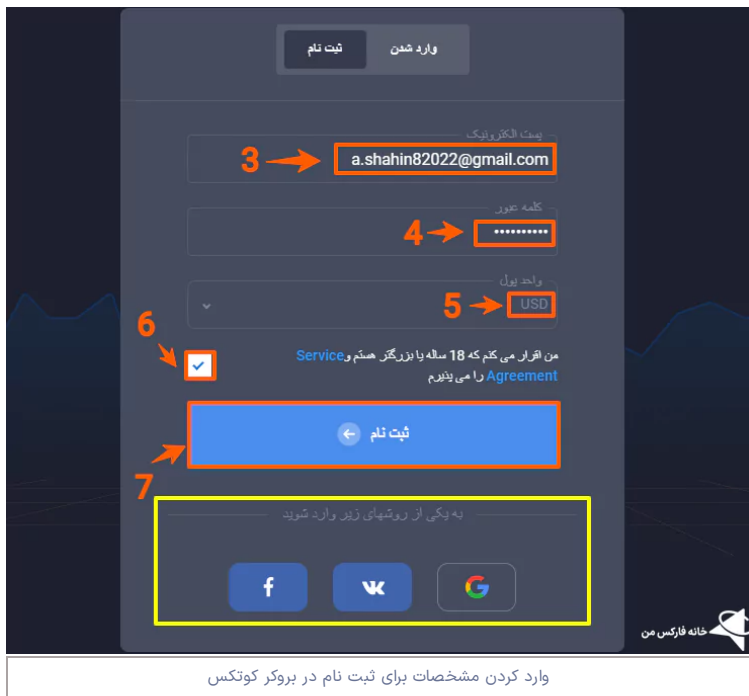 وارد شدن
ثبت نام
پست الکترونیک
3
a.shahin82022@gmail.com
کلمه عبور
4
••••••••••
واحد پول
5
USD
6
من اقرار می کنم که 18 ساله یا بزرگتر هستم وService
Agreement را می پذیرم
ثبت نام
7
به یکی از روشهای زیر وارد شوید
f
G
خانه فارکس من
وارد کردن مشخصات برای ثبت نام در بروکر کوتکس